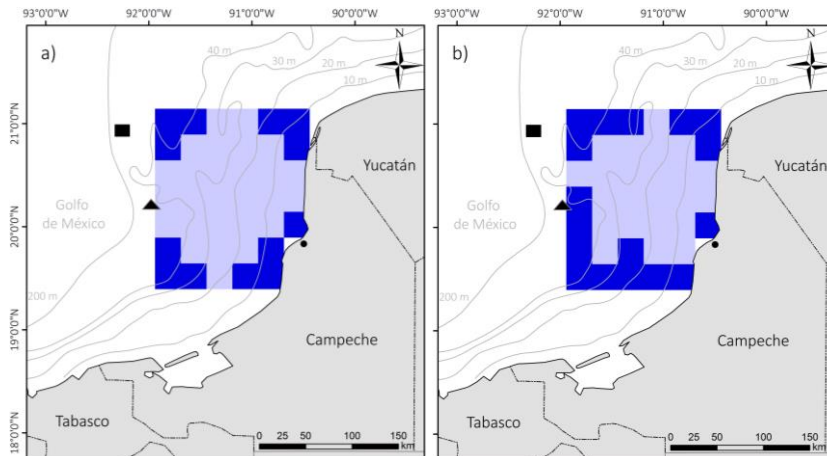 93°0'0"W 92°0'0"W 91°0'0"W 90°0'0"W
a)
N
40 m
30 m
20 m
10 m
21°0'0"N
20°0'0"N
19°0'0"N
18°0'0"N
Yucatán
Golfo
de México
200 m
Campeche
Tabasco
0 25 50 100 150
km
93°0'0"W 92°0'0"W 91°0'0"W 90°0'0"W
b)
N
40 m
30 m
20 m
10 m
Yucatán
Golfo
de México
200 m
Campeche
Tabasco
0 25 50 100 150
km